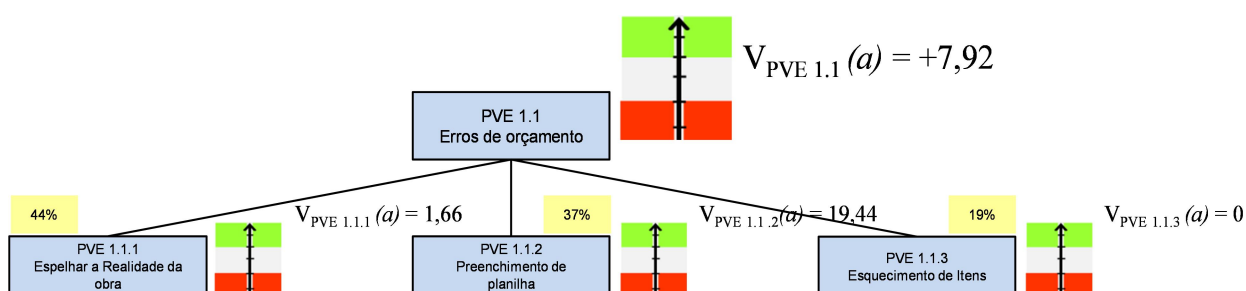 V PVE 1.1 (a) = +7,92
PVE 1.1
Erros de orçamento
44%
V PVE 1.1.1 (a) = 1,66
37%
V PVE 1.1.2 (a) = 19,44
19%
V PVE 1.1.3 (a) = 0
PVE 1.1.1
Espelhar a Realidade da
obra
PVE 1.1.2
Preenchimento de
planilha
PVE 1.1.3
Esquecimento de Itens